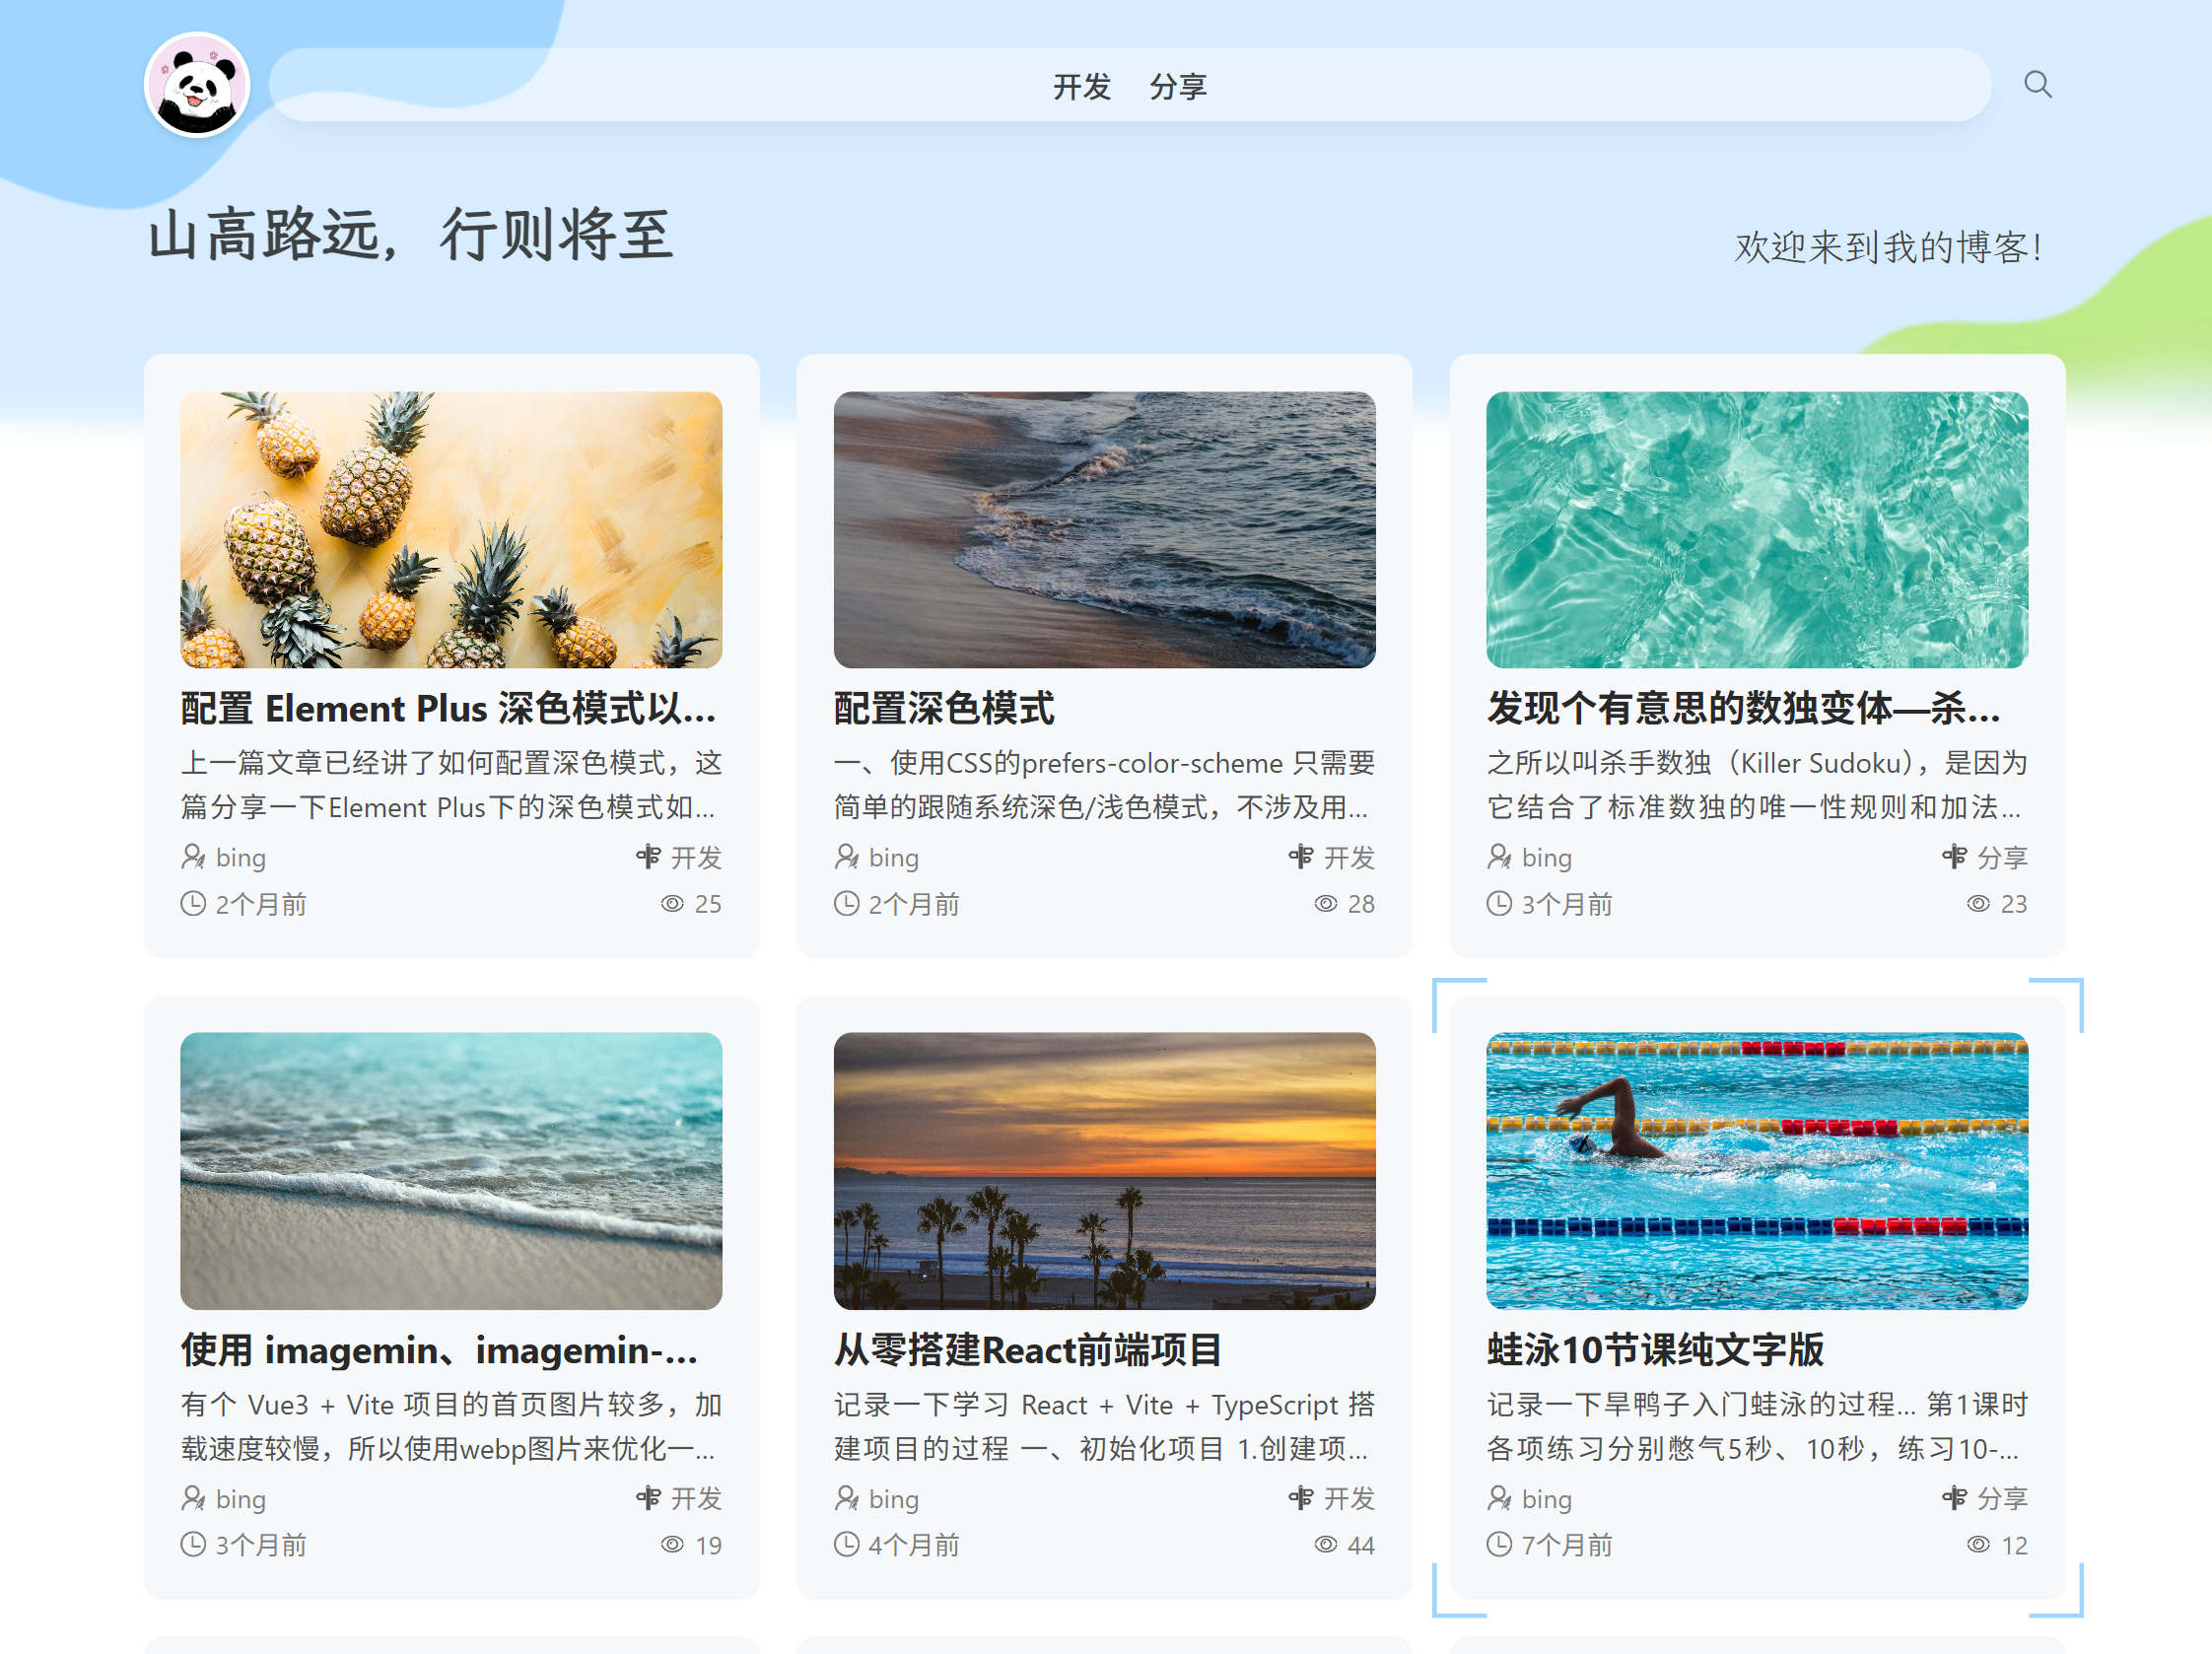 开发 分享
山高路远，行则将至
欢迎来到我的博客！
配置 Element Plus 深色模式以...
上一篇文章已经讲了如何配置深色模式，这
篇分享一下Element Plus下的深色模式如...
bing 开发
2个月前 25
配置深色模式
一、使用CSS的prefers-color-scheme 只需要
简单的跟随系统深色/浅色模式，不涉及用...
bing 开发
2个月前 28
发现个有意思的数独变体—杀...
之所以叫杀手数独（Killer Sudoku），是因为
它结合了标准数独的唯一性规则和加法...
bing 分享
3个月前 23
使用 imagemin、imagemin-...
有个 Vue3 + Vite 项目的首页图片较多，加
载速度较慢，所以使用webp图片来优化一...
bing 开发
3个月前 19
从零搭建React前端项目
记录一下学习 React + Vite + TypeScript 搭
建项目的过程 一、初始化项目 1.创建项...
bing 开发
4个月前 44
蛙泳10节课纯文字版
记录一下旱鸭子入门蛙泳的过程... 第1课时
各项练习分别憋气5秒、10秒，练习10-...
bing 分享
7个月前 12